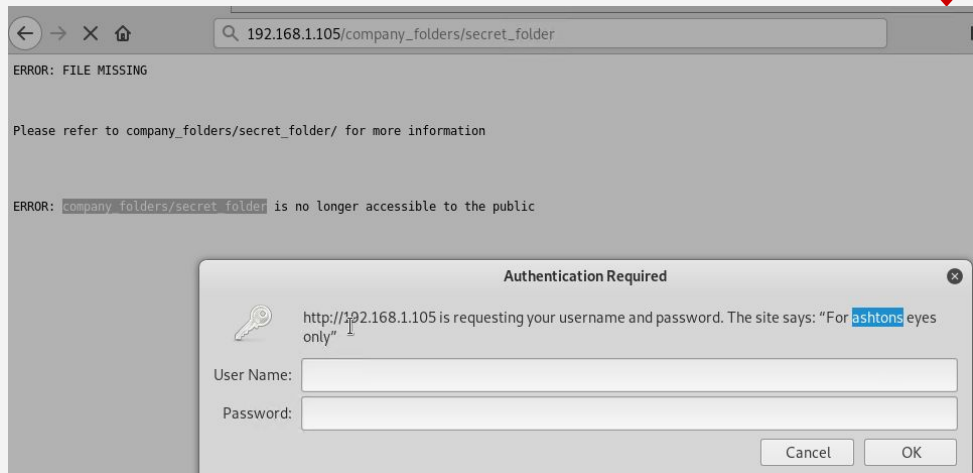 192.168.1.105/company_folders/secret_folder
ERROR: FILE MISSING
Please refer to company_folders/secret_folder/ for more information
ERROR: company_folders/secret_folder is no longer accessible to the public
Authentication Required
http://192.168.1.105 is requesting your username and password. The site says: “For ashtons eyes
only”
User Name:
Password:
Cancel
OK